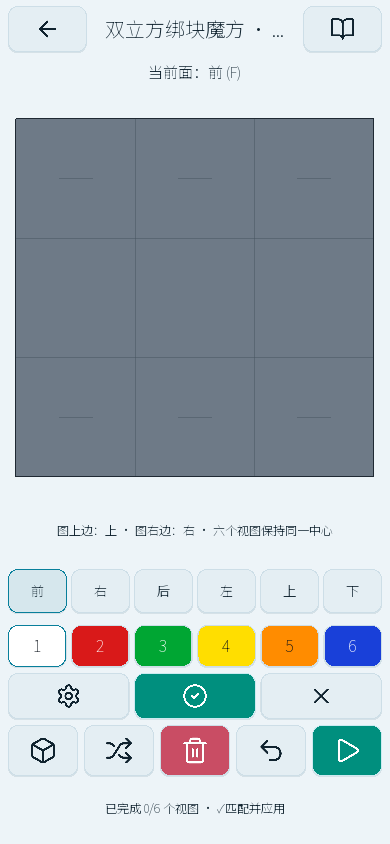 双立方绑块魔方 · ...
当前面：前 (F)
图上边：上 · 图右边：右 · 六个视图保持同一中心
前 右 后 左 上 下
1 2 3 4 5 6
已完成 0/6 个视图 · ✓匹配并应用